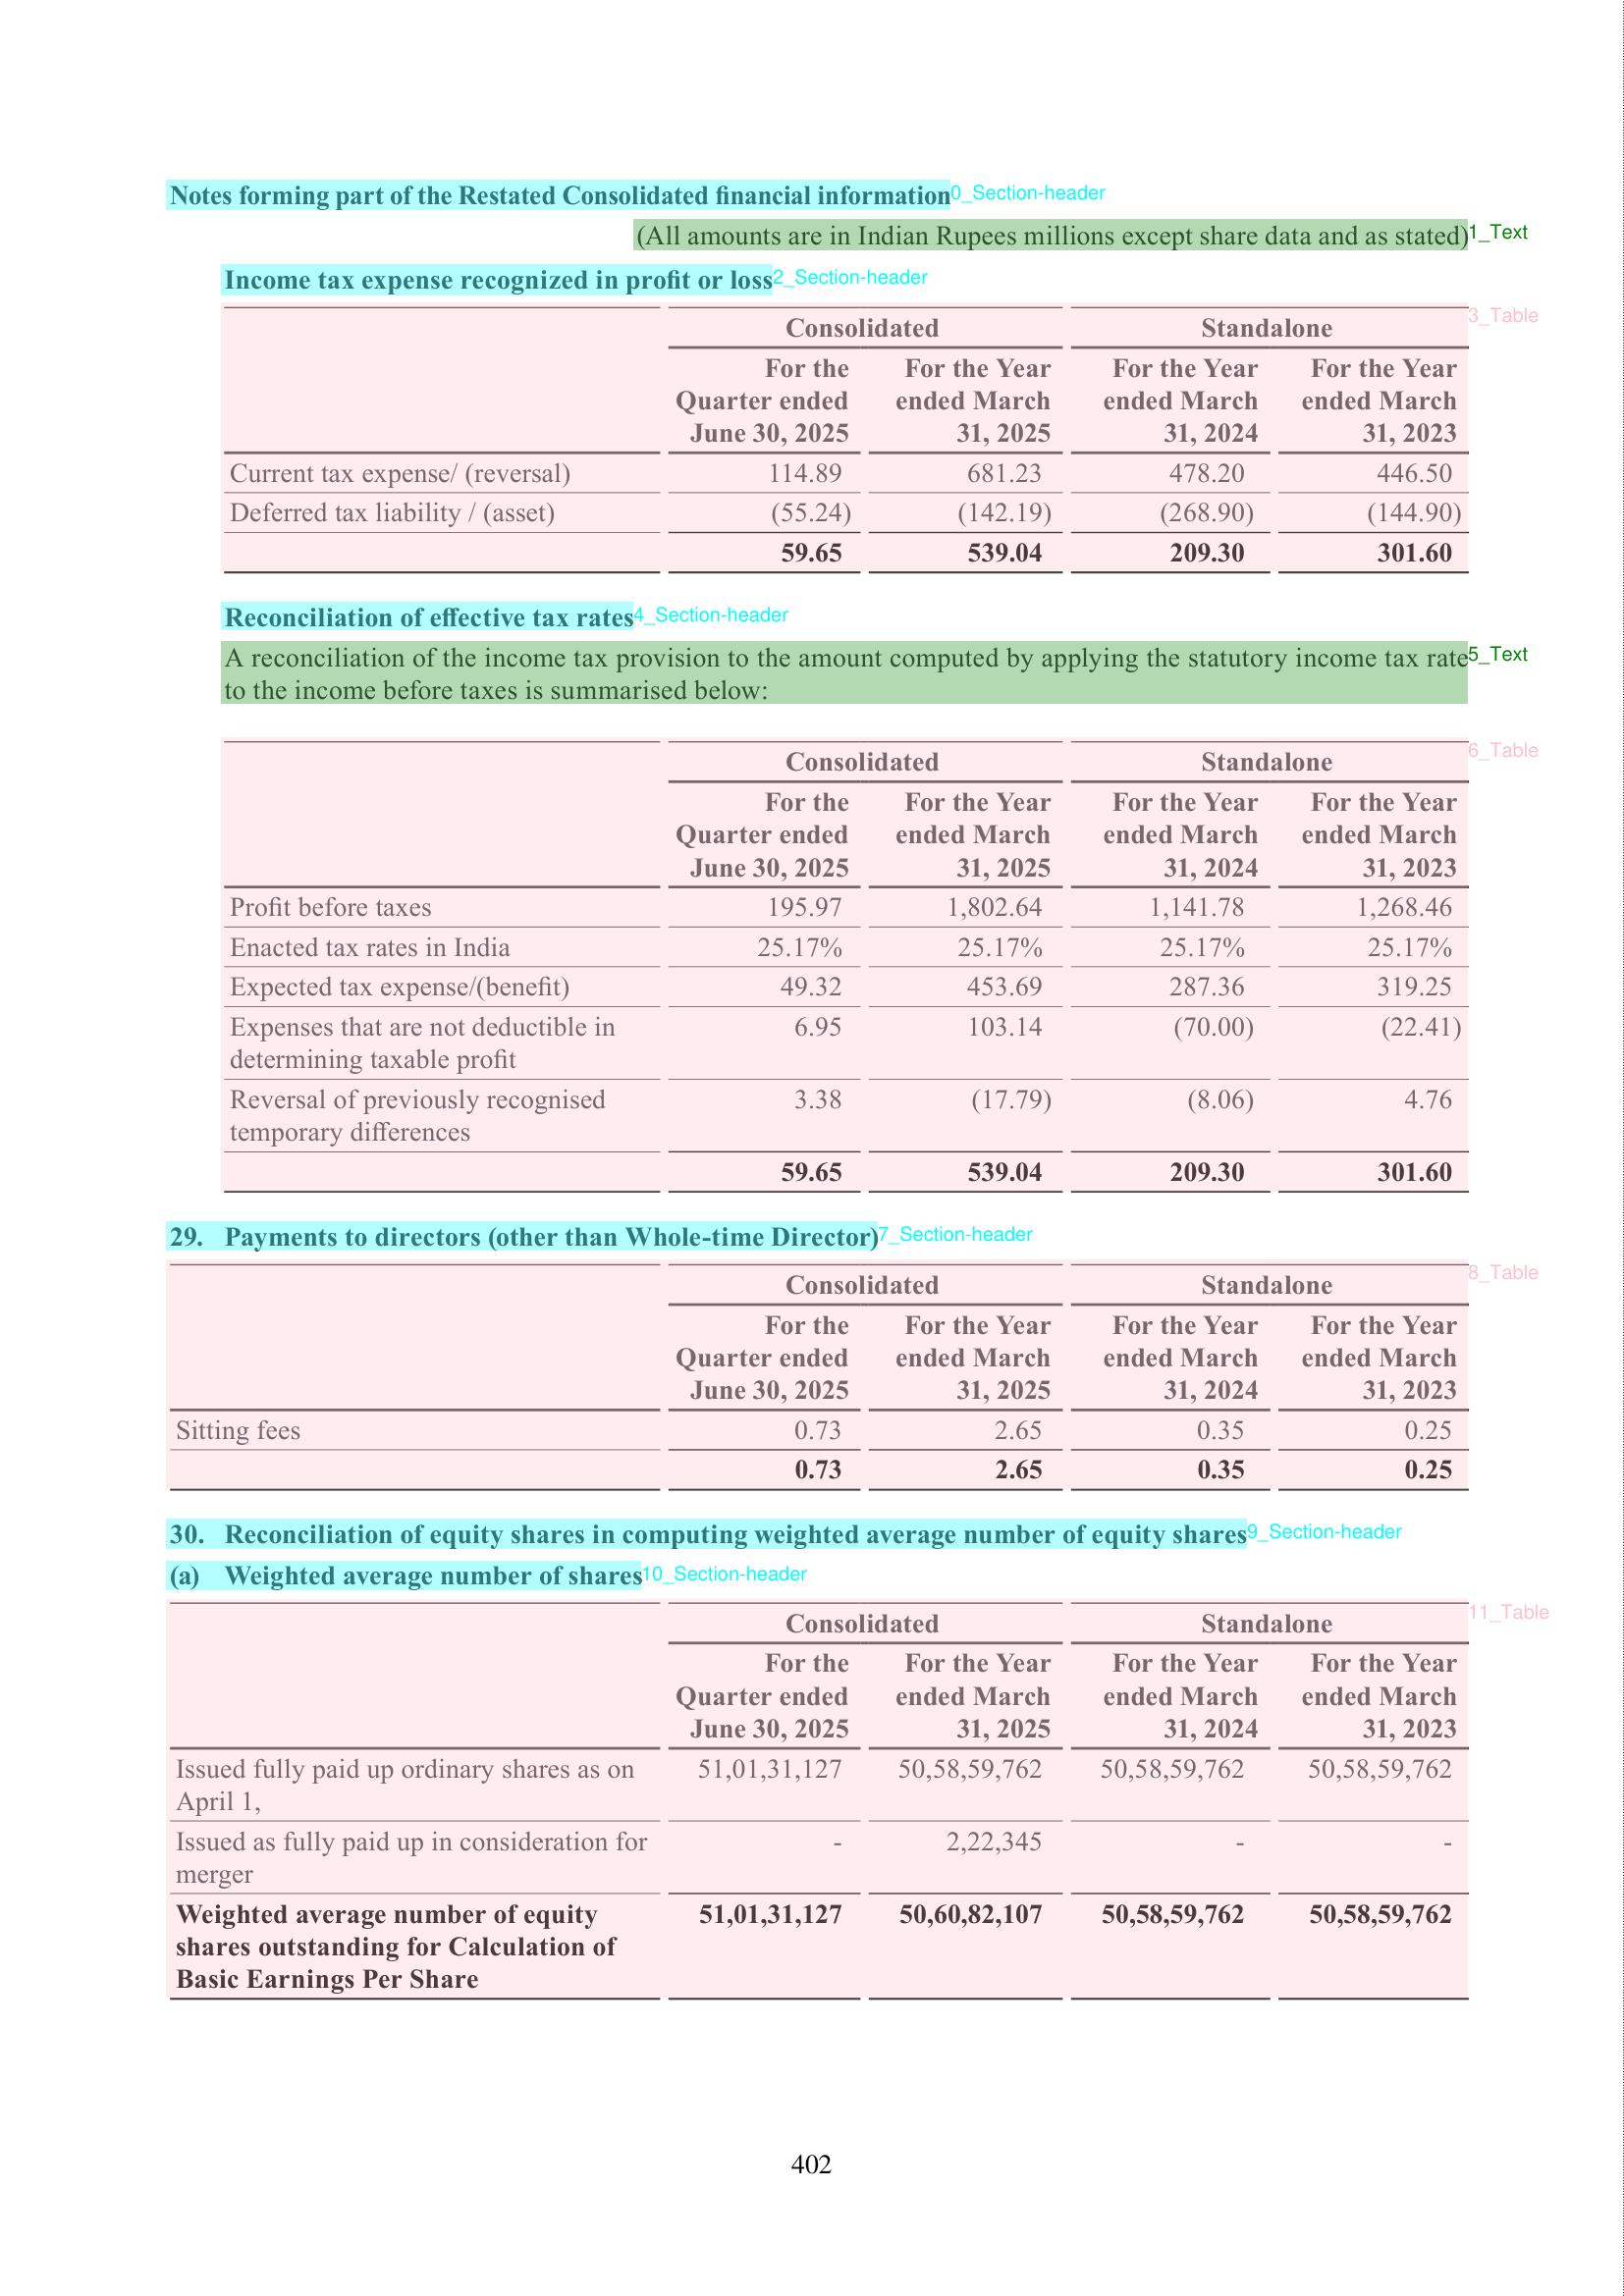 Notes forming part of the Restated Consolidated financial information 0_Section-header
(All amounts are in Indian Rupees millions except share data and as stated) 1_Text
Income tax expense recognized in profit or loss 2_Section-header
3_Table
Consolidated Standalone
For the For the Year For the Year For the Year
Quarter ended ended March ended March ended March
June 30, 2025 31, 2025 31, 2024 31, 2023
Current tax expense/ (reversal) 114.89 681.23 478.20 446.50
Deferred tax liability / (asset) (55.24) (142.19) (268.90) (144.90)
59.65 539.04 209.30 301.60
Reconciliation of effective tax rates 4_Section-header
A reconciliation of the income tax provision to the amount computed by applying the statutory income tax rate 5_Text
to the income before taxes is summarised below:
6_Table
Consolidated Standalone
For the For the Year For the Year For the Year
Quarter ended ended March ended March ended March
June 30, 2025 31, 2025 31, 2024 31, 2023
Profit before taxes 195.97 1,802.64 1,141.78 1,268.46
Enacted tax rates in India 25.17% 25.17% 25.17% 25.17%
Expected tax expense/(benefit) 49.32 453.69 287.36 319.25
Expenses that are not deductible in 6.95 103.14 (70.00) (22.41)
determining taxable profit
Reversal of previously recognised 3.38 (17.79) (8.06) 4.76
temporary differences
59.65 539.04 209.30 301.60
29. Payments to directors (other than Whole-time Director) 7_Section-header
8_Table
Consolidated Standalone
For the For the Year For the Year For the Year
Quarter ended ended March ended March ended March
June 30, 2025 31, 2025 31, 2024 31, 2023
Sitting fees 0.73 2.65 0.35 0.25
0.73 2.65 0.35 0.25
30. Reconciliation of equity shares in computing weighted average number of equity shares 9_Section-header
(a) Weighted average number of shares 10_Section-header
11_Table
Consolidated Standalone
For the For the Year For the Year For the Year
Quarter ended ended March ended March ended March
June 30, 2025 31, 2025 31, 2024 31, 2023
Issued fully paid up ordinary shares as on 51,01,31,127 50,58,59,762 50,58,59,762 50,58,59,762
April 1,
Issued as fully paid up in consideration for - 2,22,345 - -
merger
Weighted average number of equity 51,01,31,127 50,60,82,107 50,58,59,762 50,58,59,762
shares outstanding for Calculation of
Basic Earnings Per Share
402